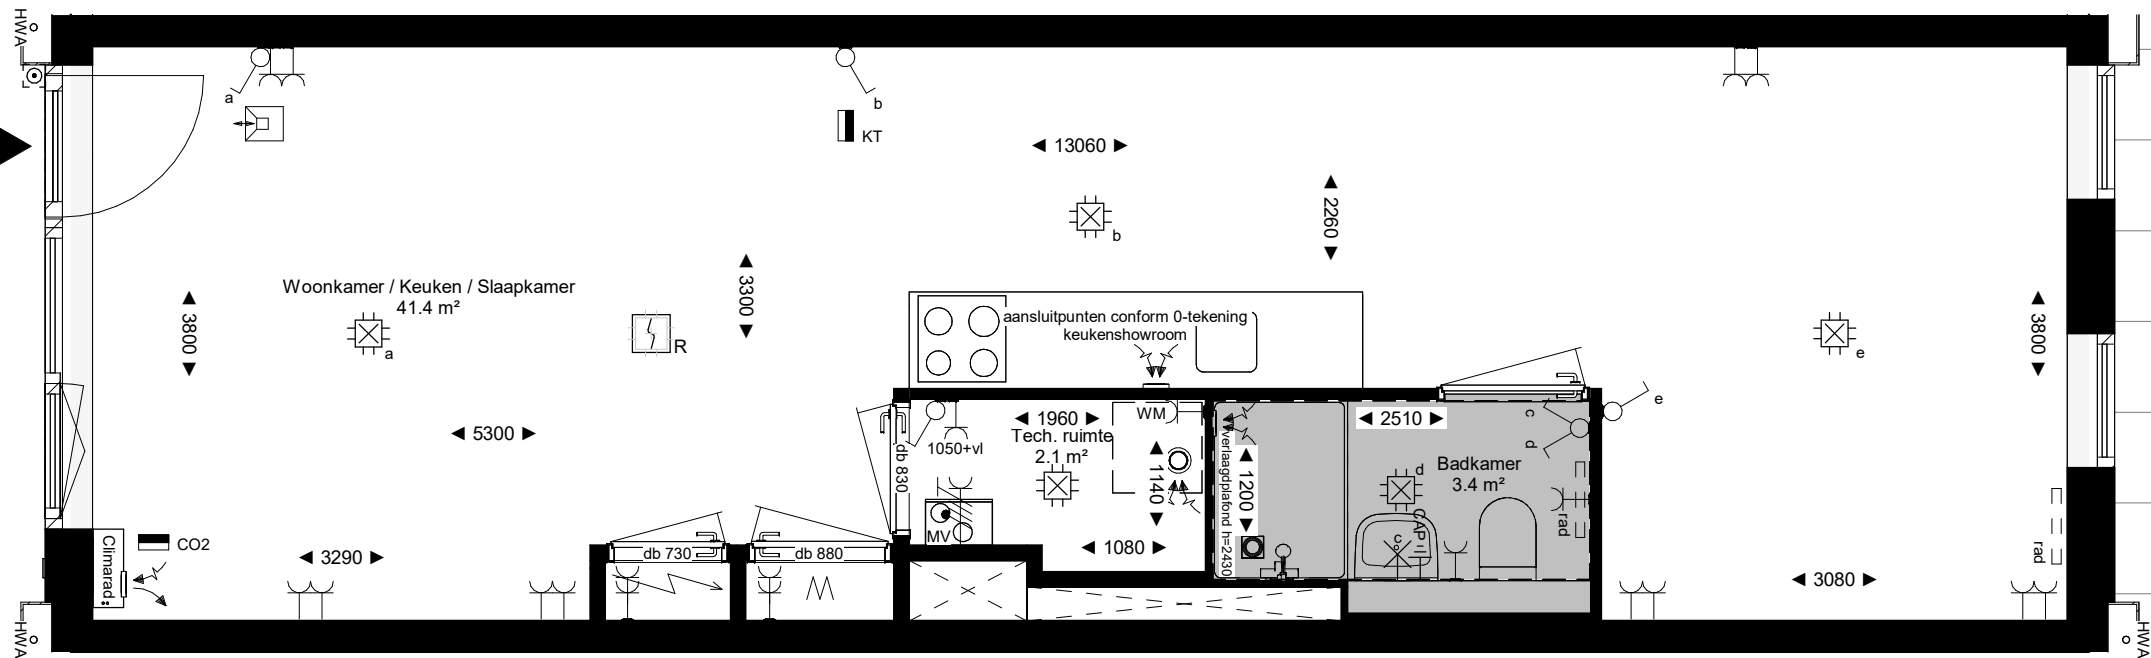 HWA
a
b
KT
13060
b
2260
Woonkamer / Keuken / Slaapkamer
41.4 m²
3800
a
R
3300
aansluitpunten conform 0-tekening
keukenshowroom
e
3800
5300
db 830
1050+vl
1960
Tech. ruimte
2.1 m²
WM
1140
MV
1080
verlaagdplafond h=2430
1200
2510
c
d
e
Badkamer
3.4 m²
d
CAP
c
rad
rad
Climarad
CO2
3290
db 730
db 880
3080
HWA
HWA